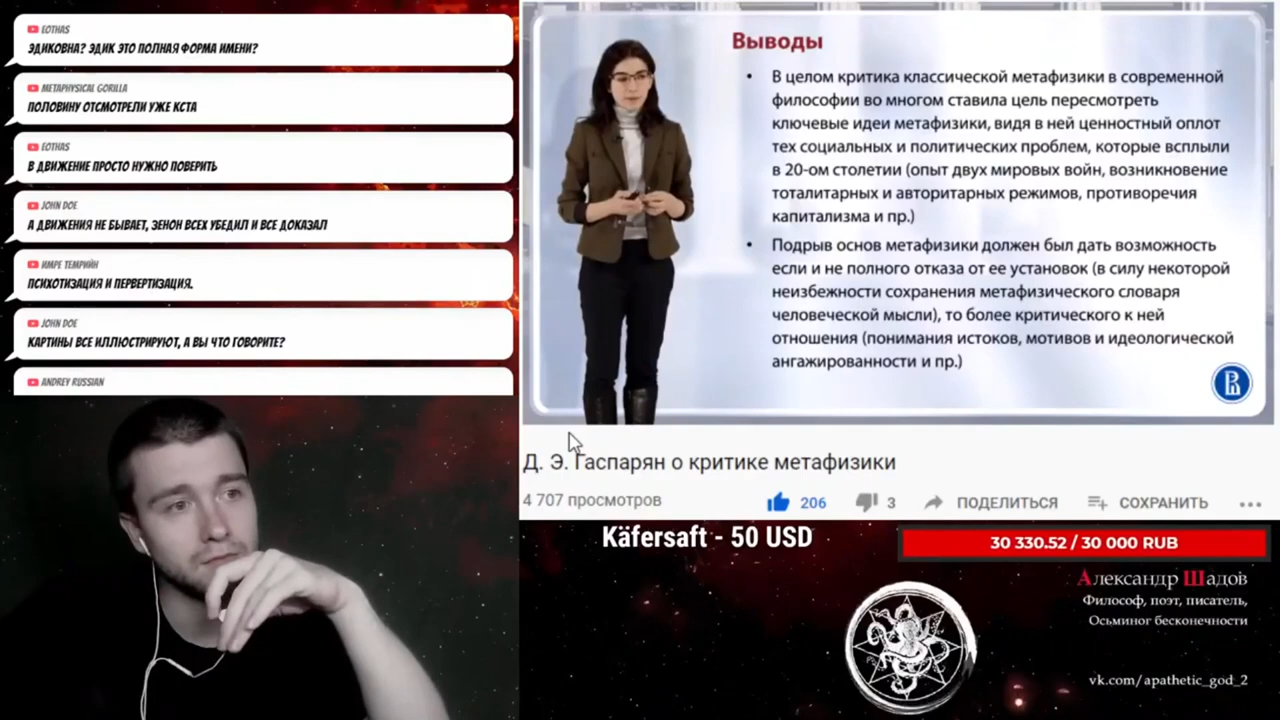 EOTHAS
ЭДИКОВНА? ЭДИК ЭТО ПОЛНАЯ ФОРМА ИМЕНИ?
METAPHYSICAL GORILLA
ПОЛОВИНУ ОТСМОТРЕЛИ УЖЕ КСТА
EOTHAS
В ДВИЖЕНИЕ ПРОСТО НУЖНО ПОВЕРИТЬ
JOHN DOE
А ДВИЖЕНИЯ НЕ БЫВАЕТ, ЗЕНОН ВСЕХ УБЕДИЛ И ВСЕ ДОКАЗАЛ
ИМРЕ ТЕМРИЙН
ПСИХОТИЗАЦИЯ И ПЕРВЕРТИЗАЦИЯ.
JOHN DOE
КАРТИНЫ ВСЕ ИЛЛЮСТРИРУЮТ, А ВЫ ЧТО ГОВОРИТЕ?
ANDREY RUSSIAN
Выводы
• В целом критика классической метафизики в современной
философии во многом ставила цель пересмотреть
ключевые идеи метафизики, видя в ней ценностный оплот
тех социальных и политических проблем, которые всплыли
в 20-ом столетии (опыт двух мировых войн, возникновение
тоталитарных и авторитарных режимов, противоречия
капитализма и пр.)
• Подрыв основ метафизики должен был дать возможность
если и не полного отказа от ее установок (в силу некоторой
неизбежности сохранения метафизического словаря
человеческой мысли), то более критического к ней
отношения (понимания истоков, мотивов и идеологической
ангажированности и пр.)
Д. Э. Гаспарян о критике метафизики
4 707 просмотров
206
3
ПОДЕЛИТЬСЯ
СОХРАНИТЬ
Käfersaft - 50 USD
30 330.52 / 30 000 RUB
Александр Шадов
Философ, поэт, писатель,
Осьминог бесконечности
vk.com/apathetic_god_2